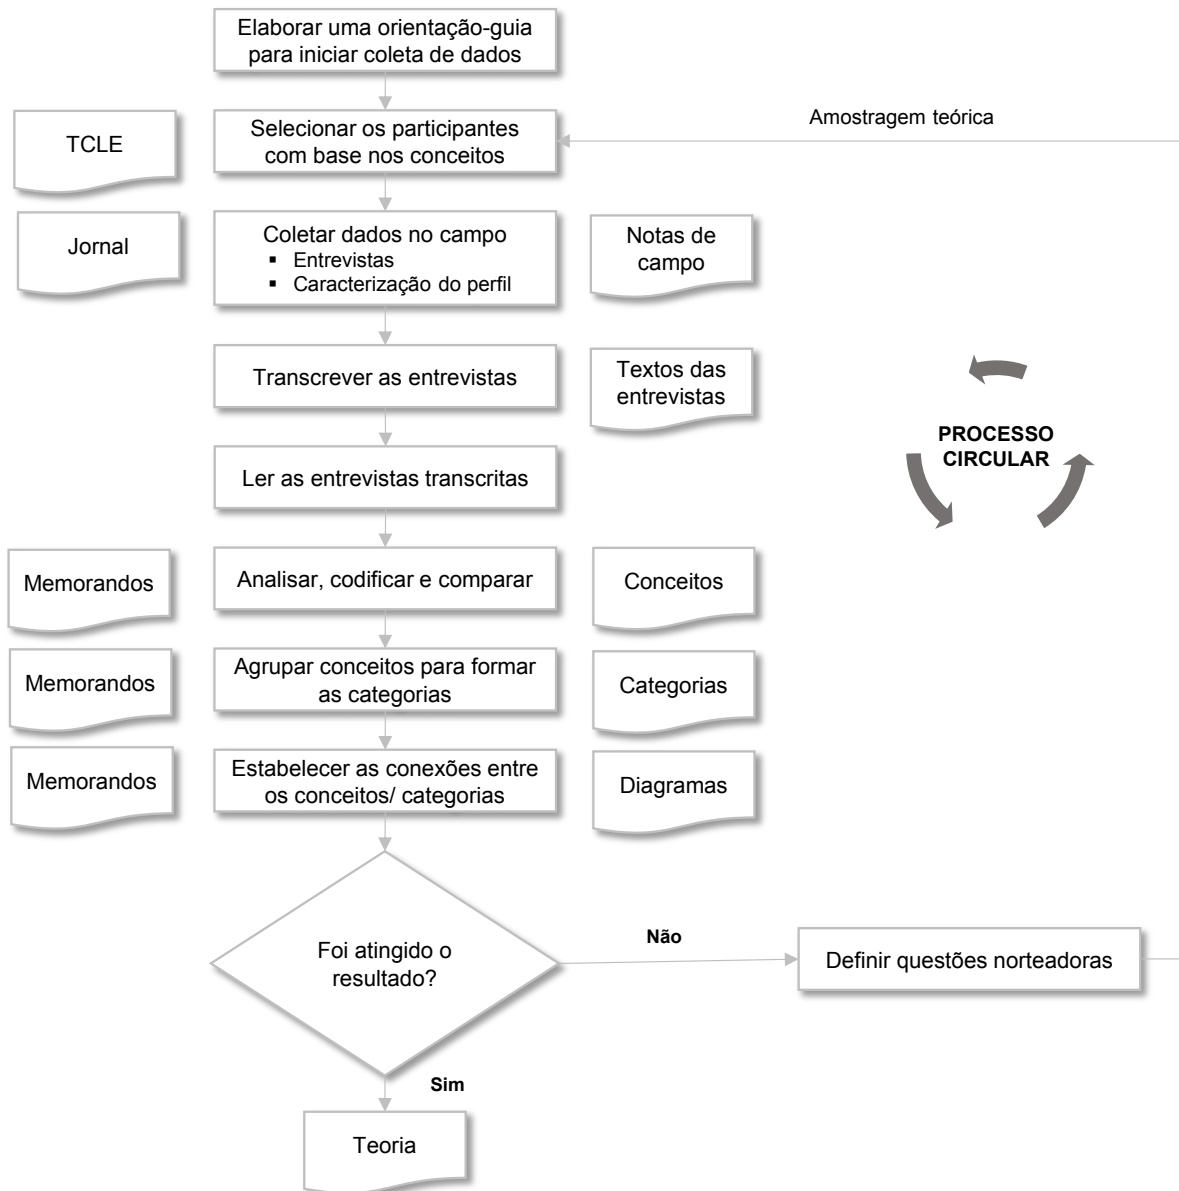 Elaborar uma orientação-guia
para iniciar coleta de dados
TCLE
Selecionar os participantes
com base nos conceitos
Amostragem teórica
Jornal
Coletar dados no campo
▪ Entrevistas
▪ Caracterização do perfil
Notas de
campo
Transcrever as entrevistas
Textos das
entrevistas
PROCESSO
CIRCULAR
Ler as entrevistas transcritas
Memorandos
Analisar, codificar e comparar
Conceitos
Memorandos
Agrupar conceitos para formar
as categorias
Categorias
Memorandos
Estabelecer as conexões entre
os conceitos/ categorias
Diagramas
Foi atingido o
resultado?
Não
Definir questões norteadoras
Sim
Teoria